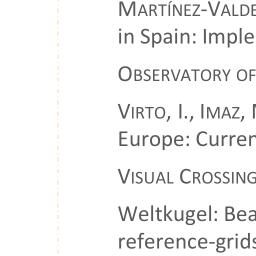 MARTÍNEZ-VALDE
in Spain: Imple
OBSERVATORY OF
VIRTO, I., IMAZ,
Europe: Curren
VISUAL CROSSING
Weltkugel: Bea
reference-grids